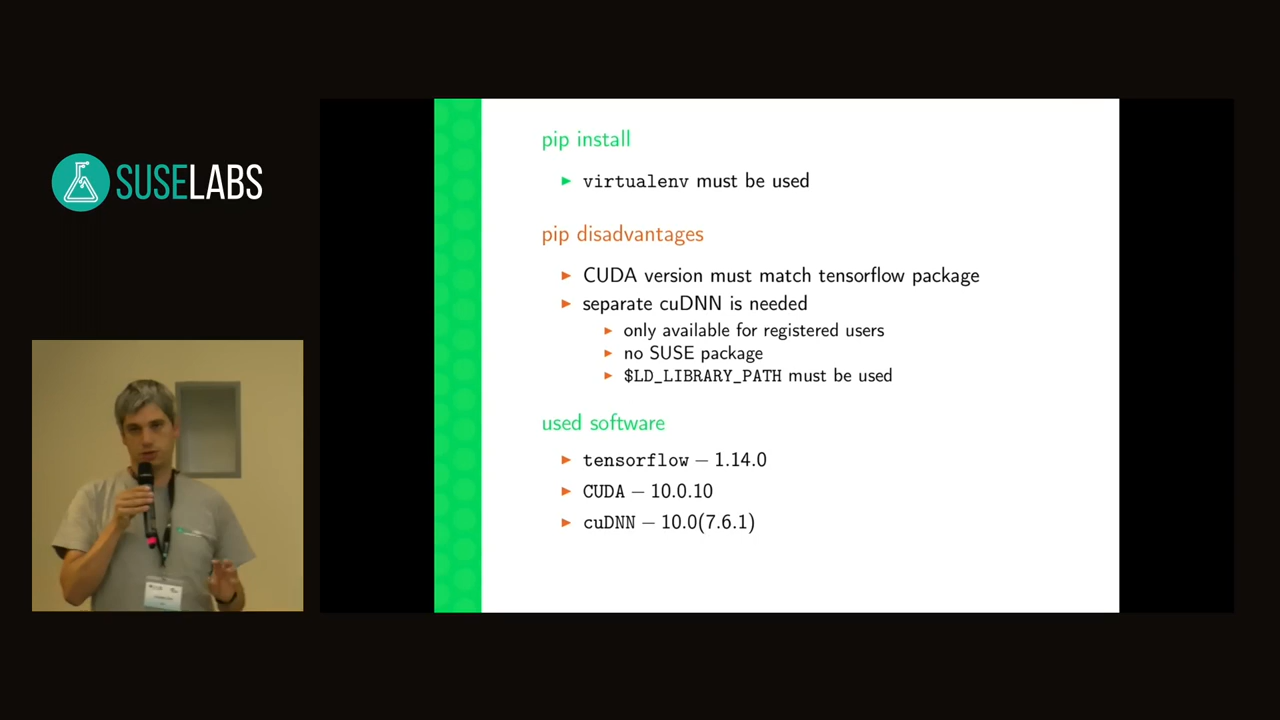 SUSELABS
pip install
virtualenv must be used
pip disadvantages
CUDA version must match tensorflow package
separate cuDNN is needed
only available for registered users
no SUSE package
$LD_LIBRARY_PATH must be used
used software
tensorflow – 1.14.0
CUDA – 10.0.10
cuDNN – 10.0(7.6.1)